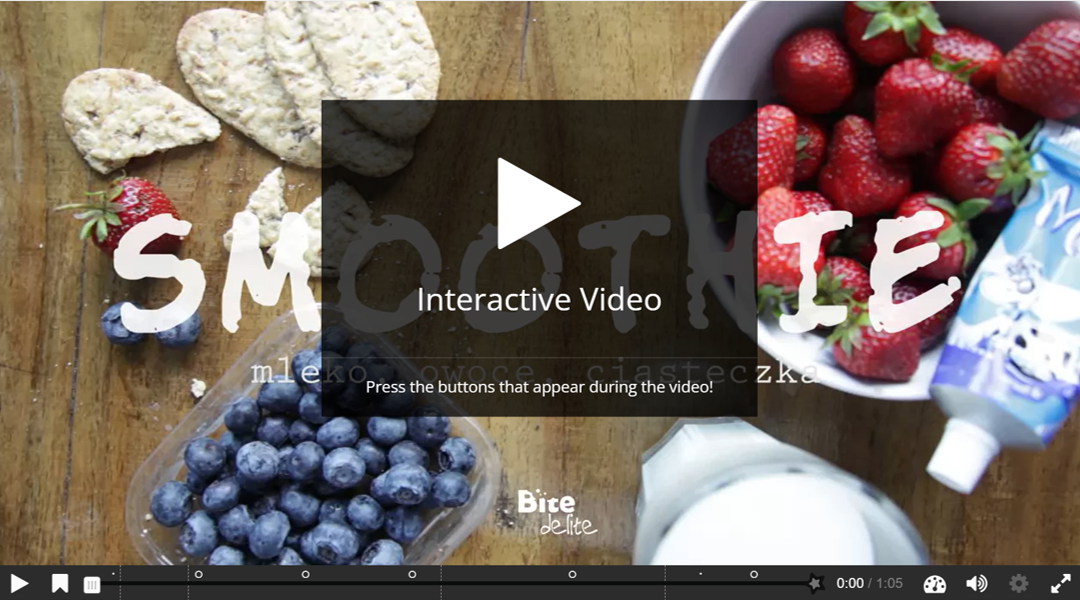 SMOOTHIE
Interactive Video
mleko owoce ciasteczka
Press the buttons that appear during the video!
Bite
delite
0:00 / 1:05